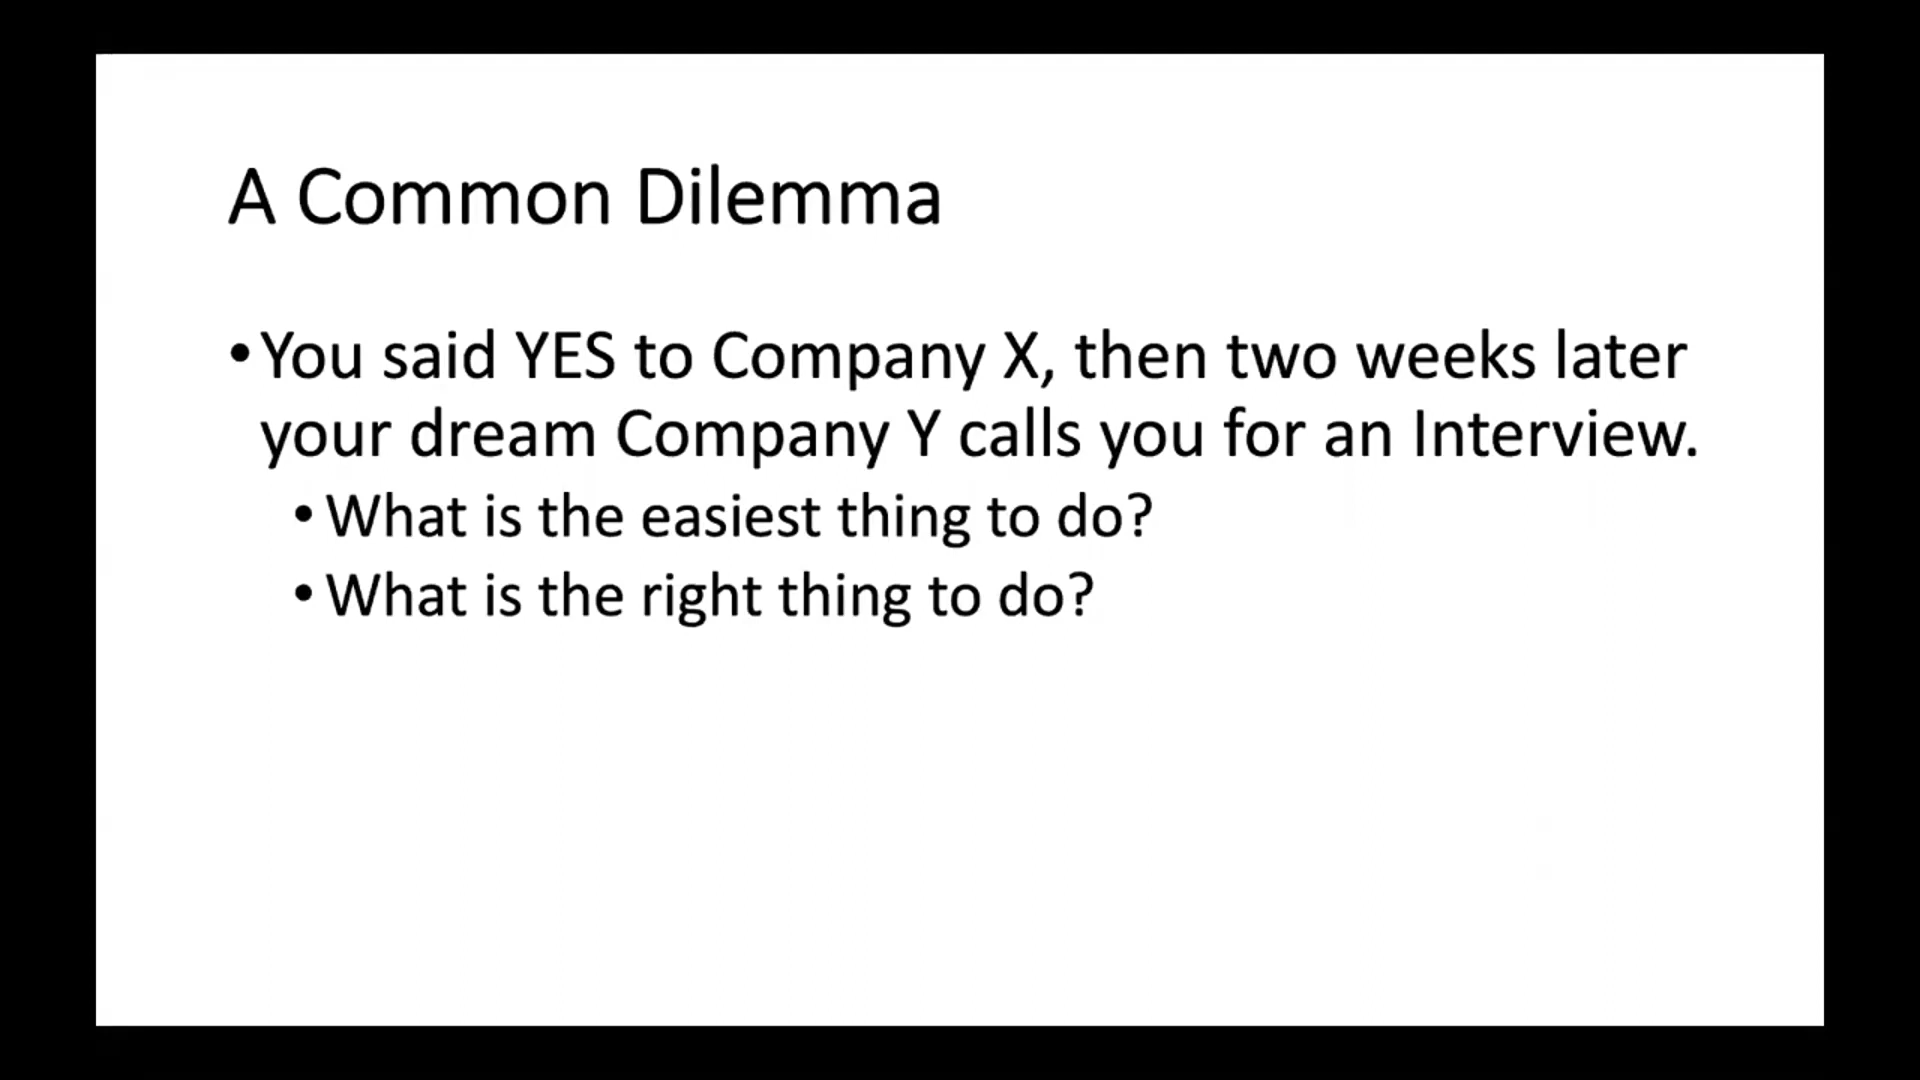 A Common Dilemma
•You said YES to Company X, then two weeks later
your dream Company Y calls you for an Interview.
•What is the easiest thing to do?
•What is the right thing to do?